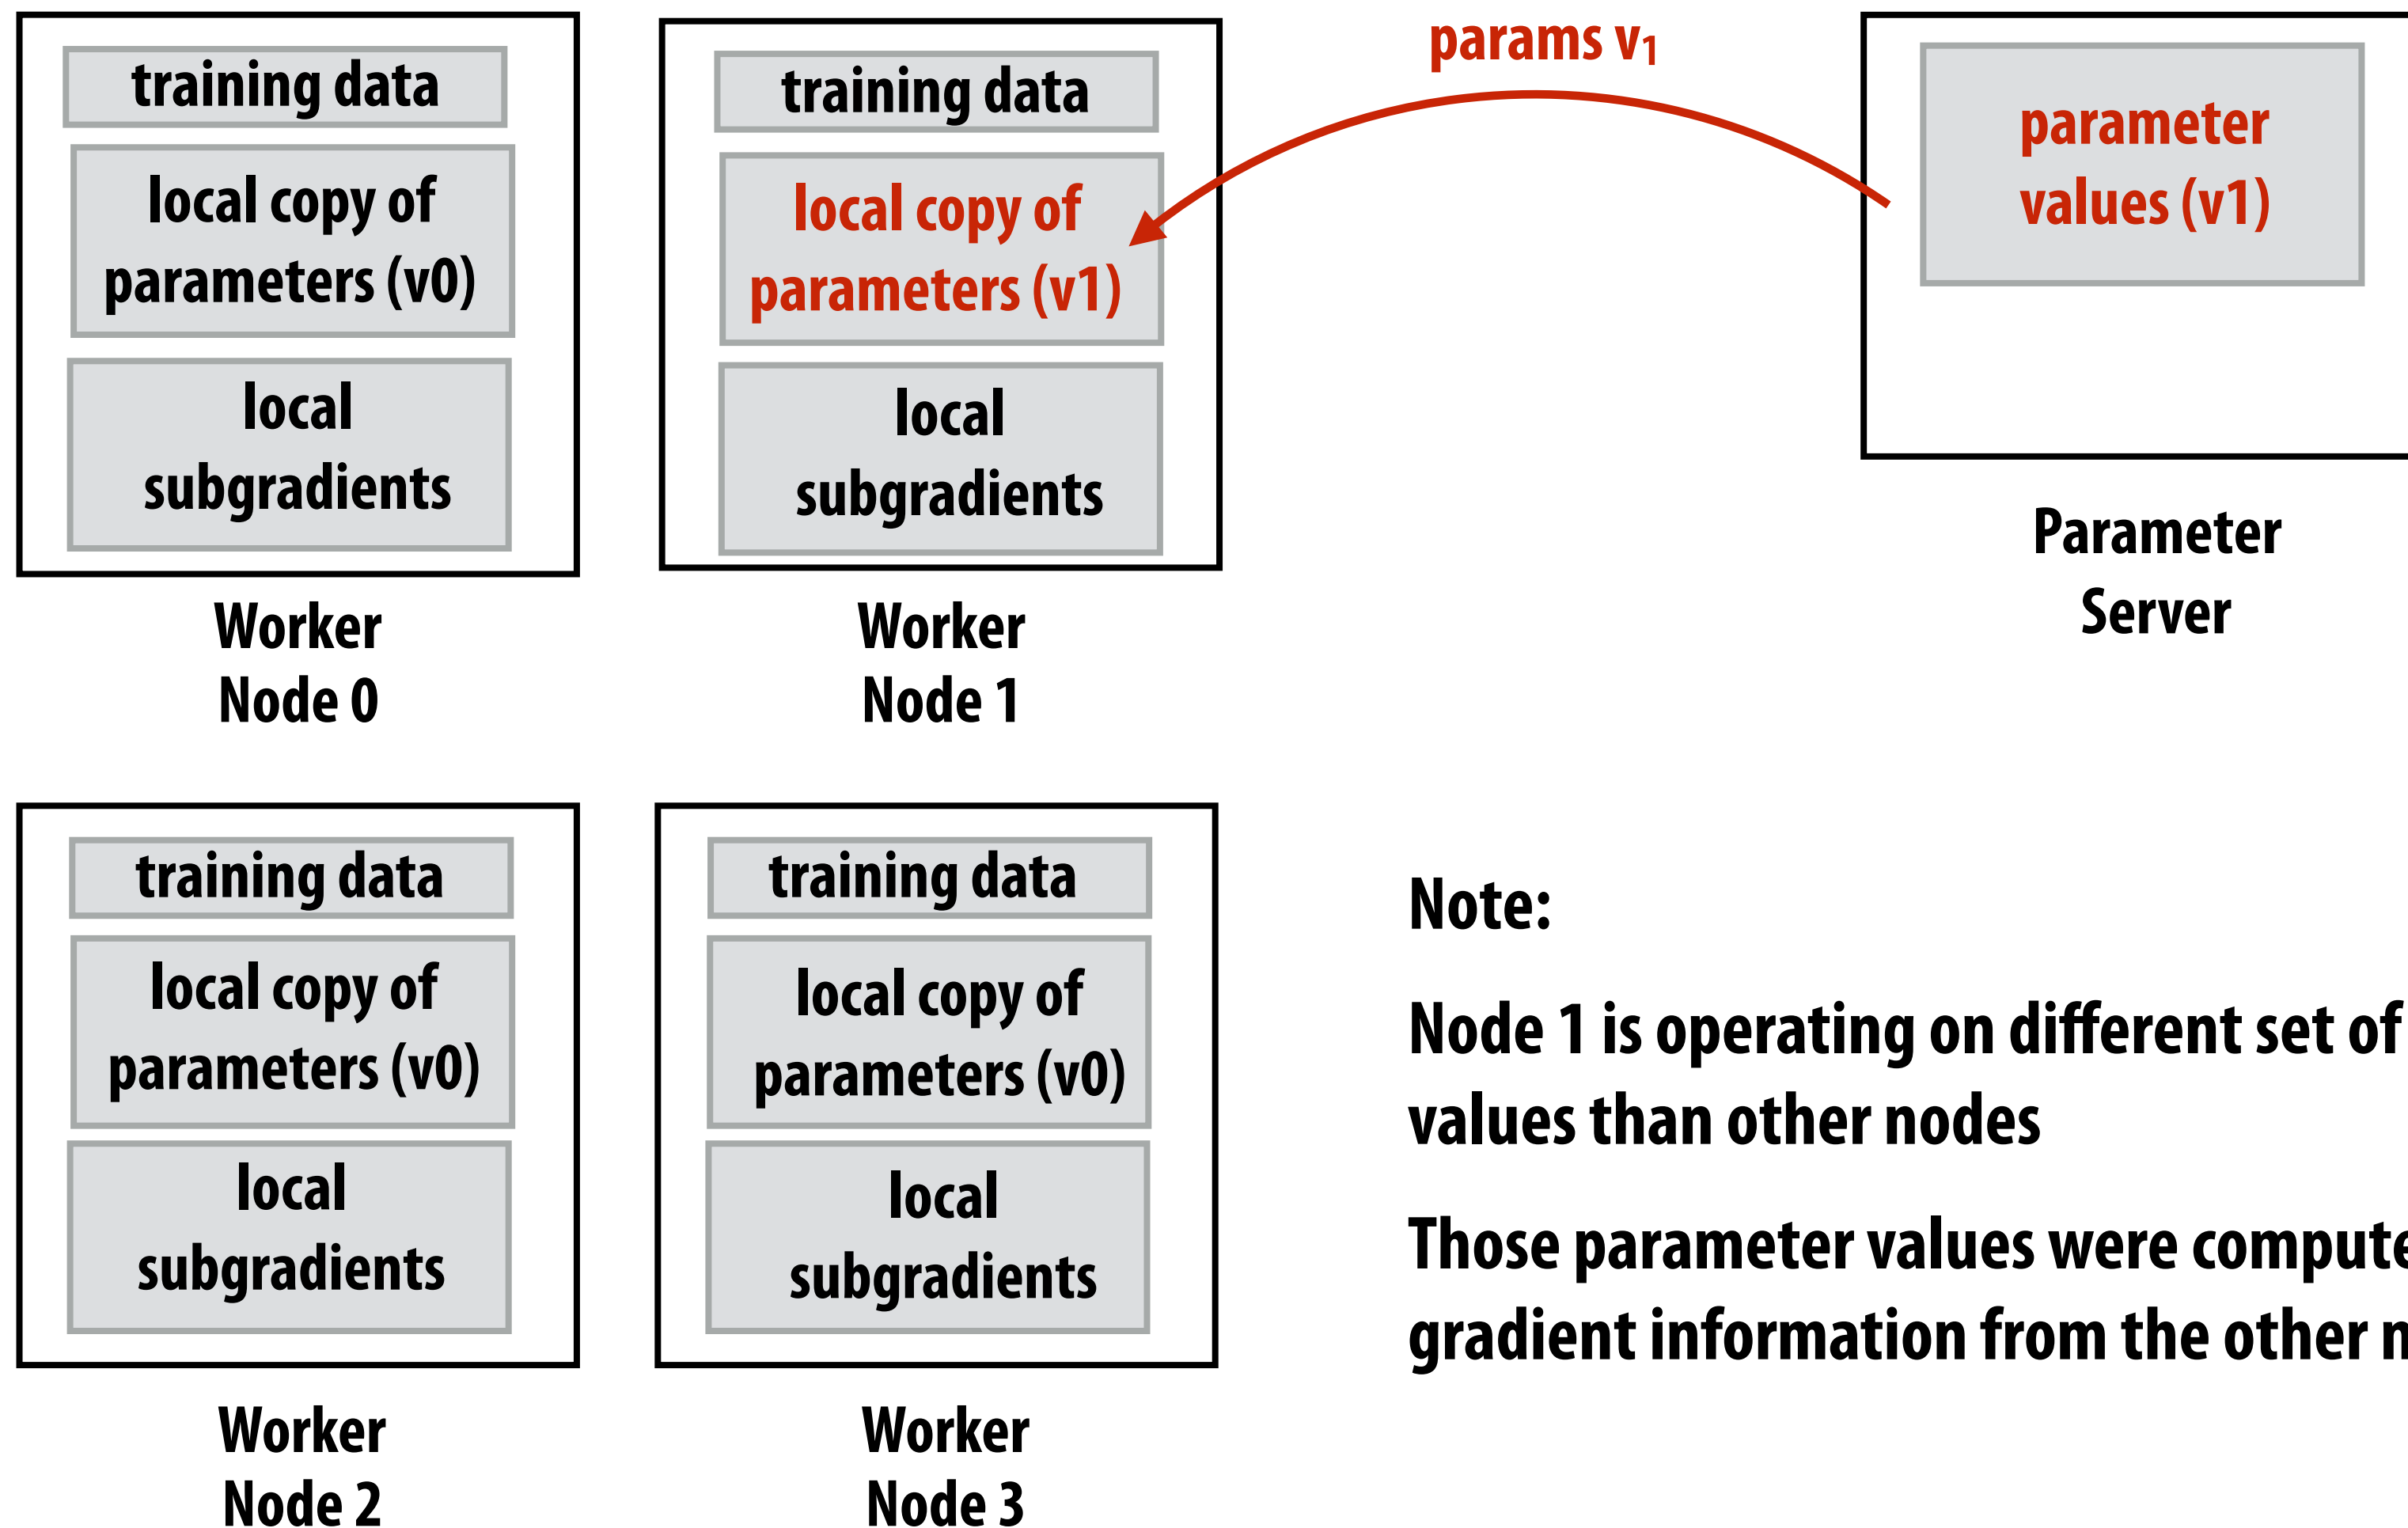 training data
local copy of
parameters (v0)
local
subgradients
Worker
Node 0
training data
local copy of
parameters (v1)
local
subgradients
Worker
Node 1
params v₁
parameter
values (v1)
Parameter
Server
training data
local copy of
parameters (v0)
local
subgradients
Worker
Node 2
training data
local copy of
parameters (v0)
local
subgradients
Worker
Node 3
Note:
Node 1 is operating on different set of
values than other nodes
Those parameter values were
gradient information from the other